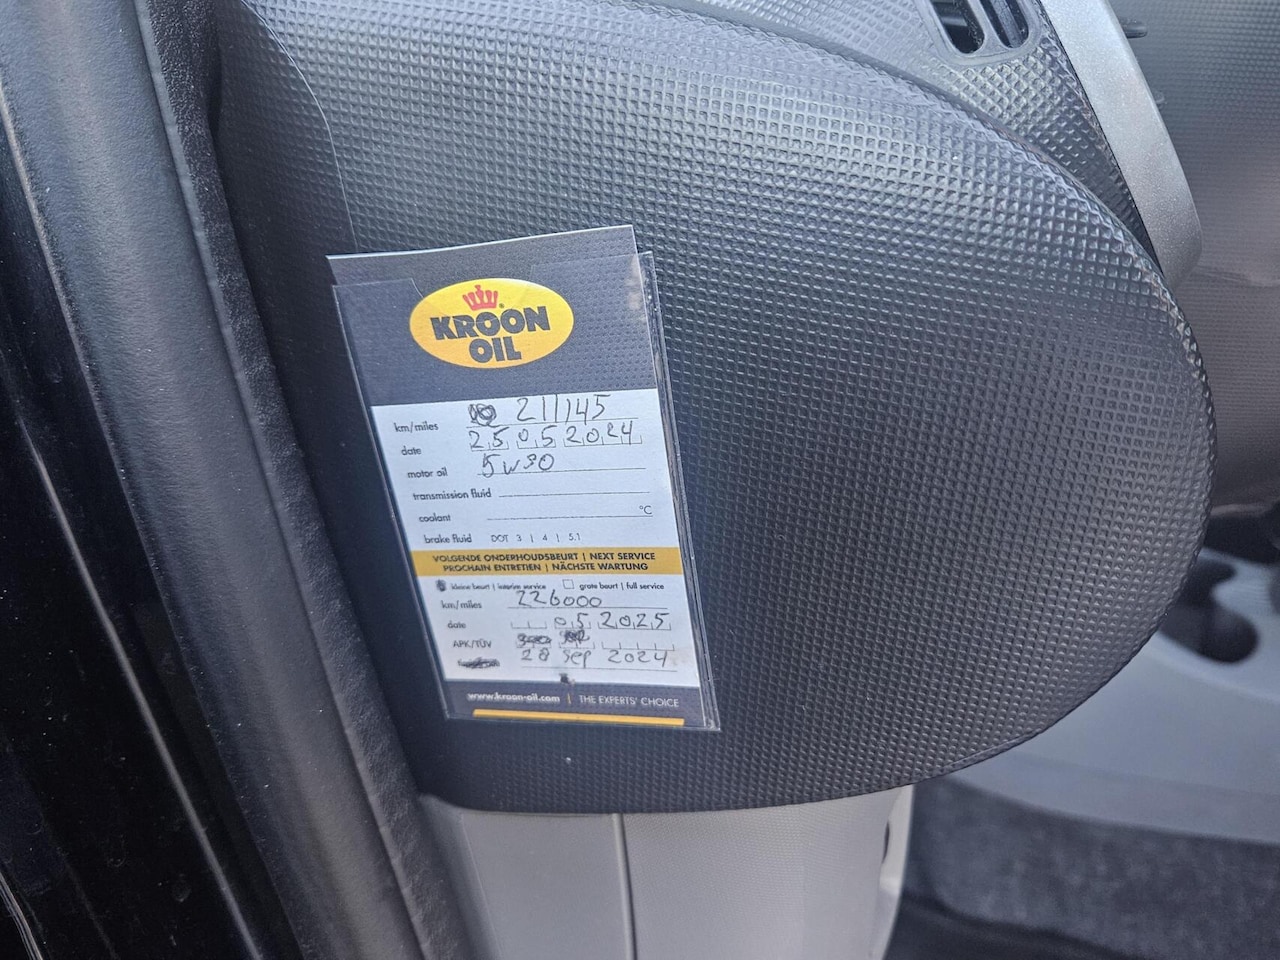 KROON
OIL
km/miles 211145
date 25 05 2024
motor oil 5w30
transmission fluid
coolant °C
brake fluid DOT 3 | 4 | 5.1
VOLGENDE ONDERHOUDSBEURT | NEXT SERVICE
PROCHAIN ENTRETIEN | NÄCHSTE WARTUNG
kleine beurt | interim service grote beurt | full service
km/miles 226000
date 05 2025
APK/TÜV
28 sep 2024
www.kroon-oil.com | THE EXPERTS' CHOICE